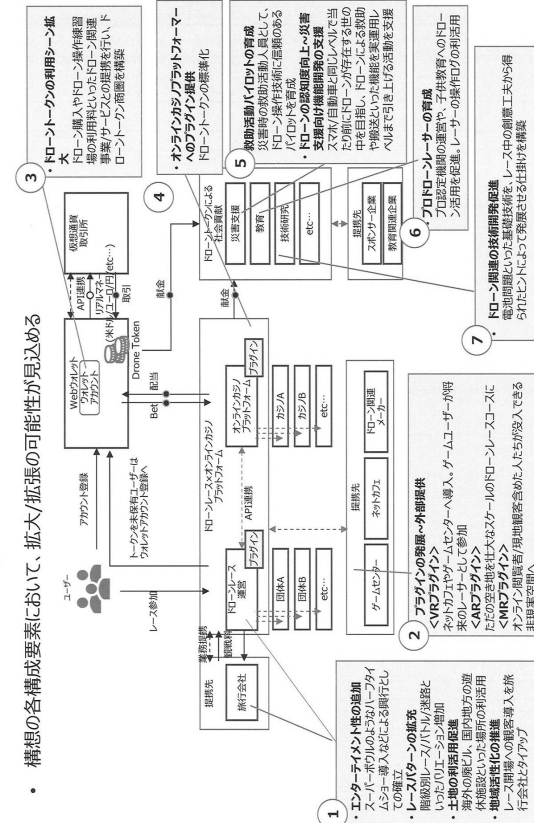 • 構想の各構成要素において、拡大/拡張の可能性が見込める
ユーザー
アカウント登録
レース参加
トークンを未保有ユーザーは
ウォレットアカウント登録へ
Webウォレット
ウォレット
アカウント
Drone Token
API連携
リアルマネー
(米ドル/ユーロ/円/etc…)
取引
仮想通貨
取引所
Bet
配当
献金
提携先
旅行会社
業務提携
観戦料
ドローンレース×オンラインカジノ
プラットフォーム
ドローンレース
運営
プラグイン
団体A
団体B
etc…
API連携
オンラインカジノ
プラットフォーム
プラグイン
カジノA
カジノB
etc…
献金
ドローントークンによる
社会貢献
災害支援
教育
技術研究
etc…
提携先
スポンサー企業
教育関連企業
提携先
ゲームセンター
ネットカフェ
ドローン関連
メーカー
1
• エンターテイメント性の追加
スーパーボウルのようなハーフタイ
ムショー導入などによる興行とし
ての確立
• レースパターンの拡充
階級別レース/バトル/迷路と
いったバリエーション増加
• 土地の利活用促進
海外の廃ビル、国内地方の遊
休施設といった場所の利活用
• 地域活性化の推進
レース開場への観客導入を旅
行会社とタイアップ
2
• プラグインの発展~外部提供
<VRプラグイン>
ネットカフェやゲームセンターへ導入。ゲームユーザーが将
来のレーサーとして参加
<ARプラグイン>
ただの空き地を壮大なスケールのドローンレースコースに
<MRプラグイン>
オンライン閲覧者/現地観客含めた人たちが没入できる
非現実空間へ
3
• ドローントークンの利用シーン拡
大
ドローン購入やドローン操作練習
場の利用料といったドローン関連
事業/サービスとの提携を行い、ド
ローントークン商圏を構築
4
• オンラインカジノプラットフォーマー
へのプラグイン提供
ドローントークンの標準化
5
救助活動パイロットの育成
災害時の救助活動人員として、
ドローン操作技術に信頼のある
パイロットを育成
• ドローンの認知度向上~災害
支援向け機能開発の支援
スマホ/自動車と同じレベルで当
たり前にドローンが存在する世の
中を目指し、ドローンによる救助
や搬送といった機能を実運用レ
ベルまで引き上げる活動を支援
6
• プロドローンレーサーの育成
プロ認定機関の運営や、子供教育へのドロー
ン活用を促進。レーサーの操作ログの利活用
7
• ドローン関連の技術開発促進
電池問題といった基礎技術を、レース中の創意工夫から得
られたヒントによって発展させる仕掛けを構築